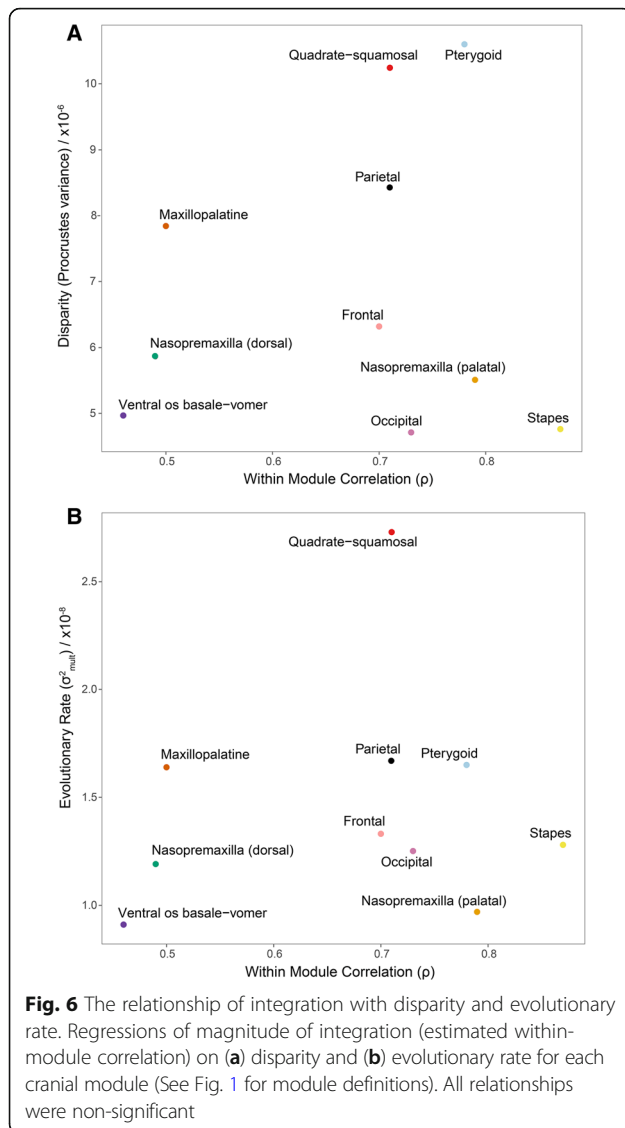 A
Quadrate−squamosal
Pterygoid
10
9
Parietal
Maxillopalatine
8
7
Frontal
Nasopremaxilla (dorsal)
6
Nasopremaxilla (palatal)
Ventral os basale−vomer
Occipital
Stapes
5
Disparity (Procrustes variance) / x10⁻⁶
0.5 0.6 0.7 0.8
Within Module Correlation (ρ)
B
Quadrate−squamosal
2.5
2.0
Maxillopalatine
Parietal
Pterygoid
1.5
Frontal
Stapes
Nasopremaxilla (dorsal)
Occipital
Ventral os basale−vomer
Nasopremaxilla (palatal)
1.0
Evolutionary Rate (σ²mult) / x10⁻⁸
0.5 0.6 0.7 0.8
Within Module Correlation (ρ)
Fig. 6 The relationship of integration with disparity and evolutionary
rate. Regressions of magnitude of integration (estimated within-
module correlation) on (a) disparity and (b) evolutionary rate for each
cranial module (See Fig. 1 for module definitions). All relationships
were non-significant